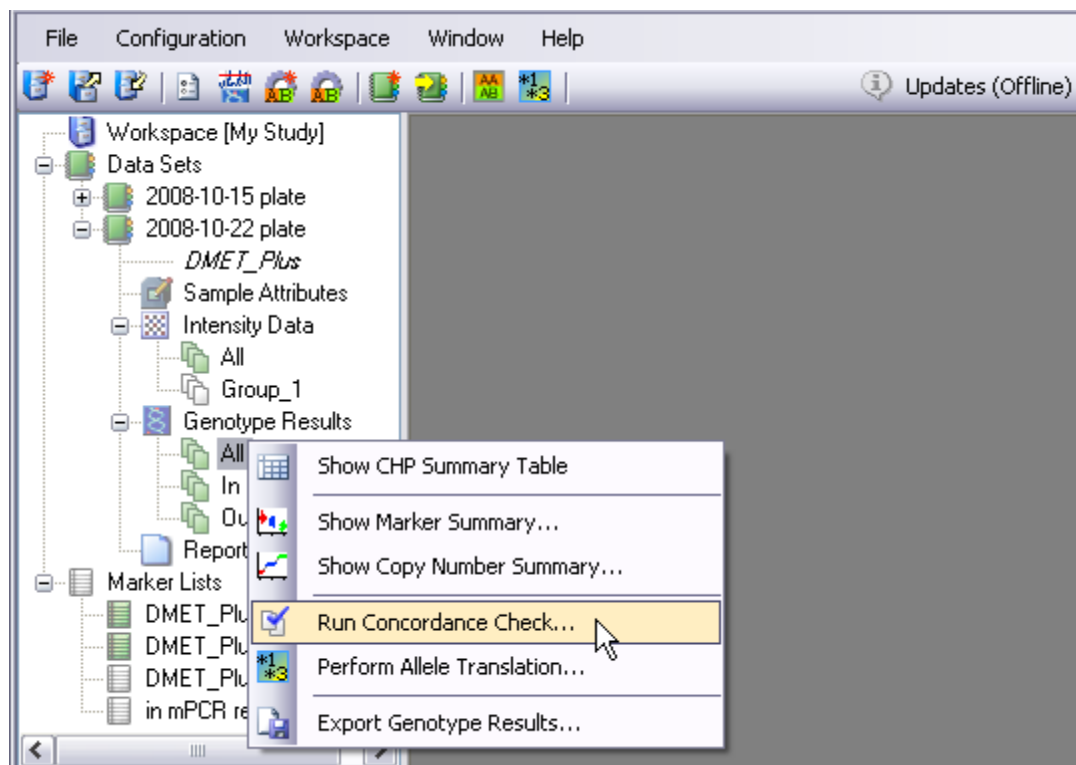 File Configuration Workspace Window Help
Updates (Offline)
Workspace [My Study]
Data Sets
2008-10-15 plate
2008-10-22 plate
DMET_Plus
Sample Attributes
Intensity Data
All
Group_1
Genotype Results
All
In
Ou
Report
Marker Lists
DMET_Plu
DMET_Plu
DMET_Plu
in mPCR re
Show CHP Summary Table
Show Marker Summary...
Show Copy Number Summary...
Run Concordance Check...
*1
*3
Perform Allele Translation...
Export Genotype Results...